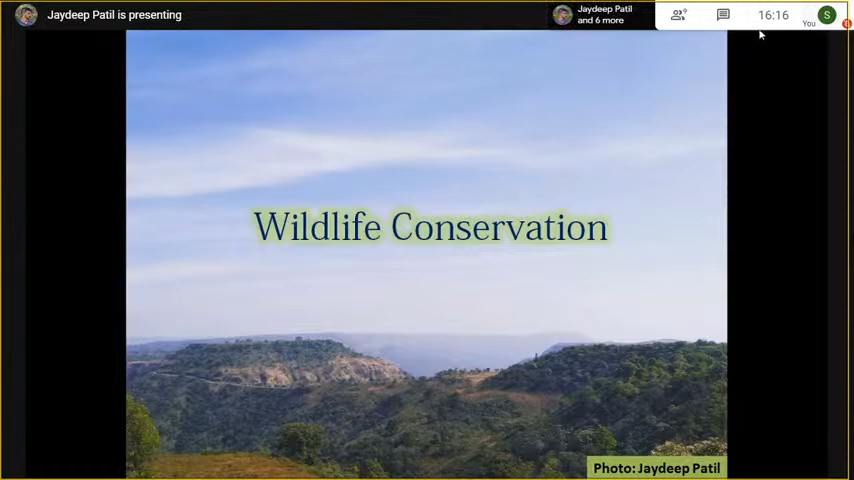 Jaydeep Patil is presenting
Jaydeep Patil
and 6 more
16:16
You
S
Wildlife Conservation
Photo: Jaydeep Patil